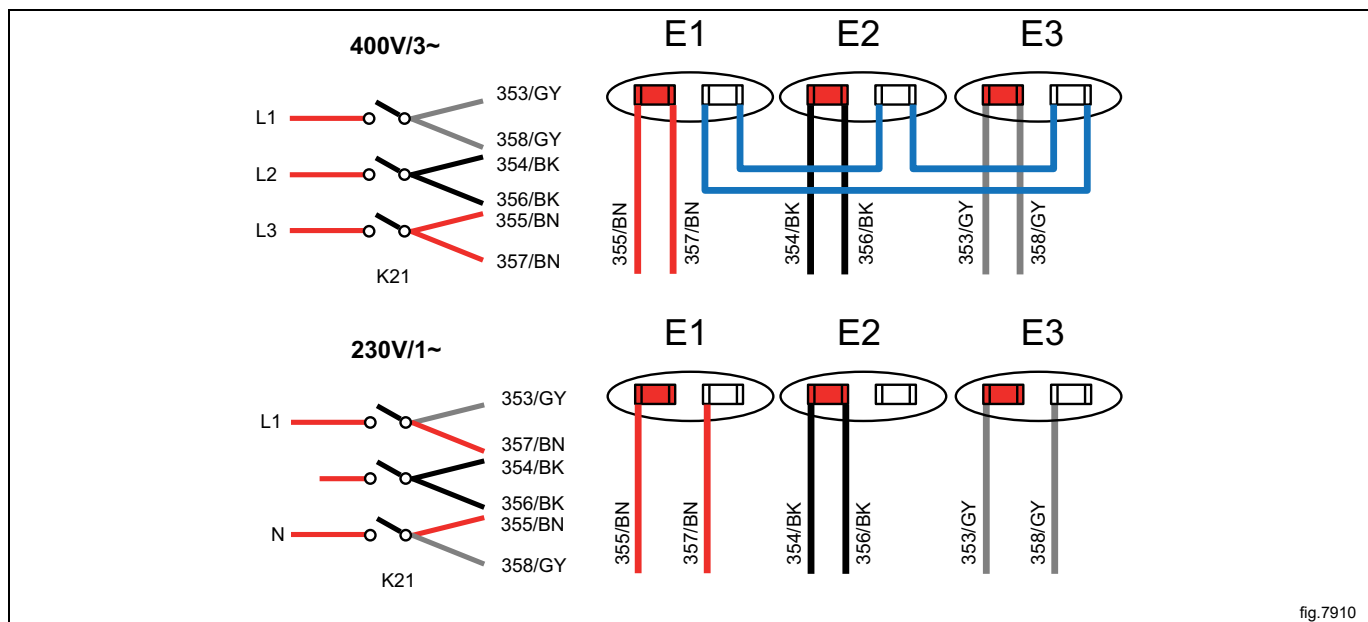 400V/3~
E1 E2 E3
L1
353/GY
358/GY
L2
354/BK
356/BK
L3
355/BN
357/BN
K21
355/BN
357/BN
354/BK
356/BK
353/GY
358/GY
230V/1~
E1 E2 E3
L1
353/GY
357/BN
354/BK
356/BK
N
355/BN
358/GY
K21
355/BN
357/BN
354/BK
356/BK
353/GY
358/GY
fig.7910